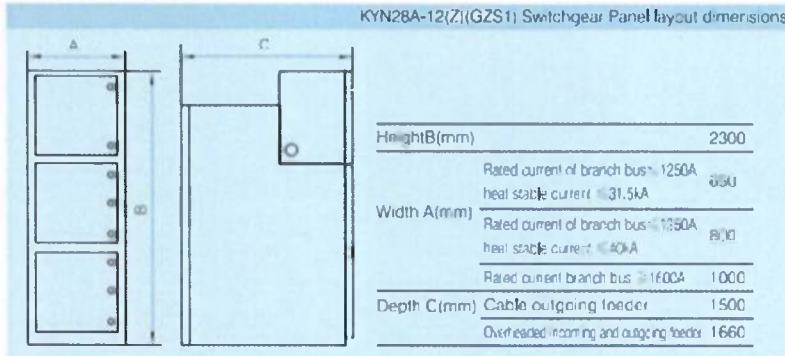 KYN28A-12(Z)(GZS1) Switchgear Panel layout dimensions
A
C
B
HeightB(mm) 2300
Rated current of branch bus 1250A
heat stable current 31.5kA
Width A(mm)
Rated current of branch bus 1250A
800
heat stable current 40kA
Rated current branch bus 1600A 1000
Depth C(mm) Cable outgoing feeder 1500
Overheaded incoming and outgoing feeder 1660